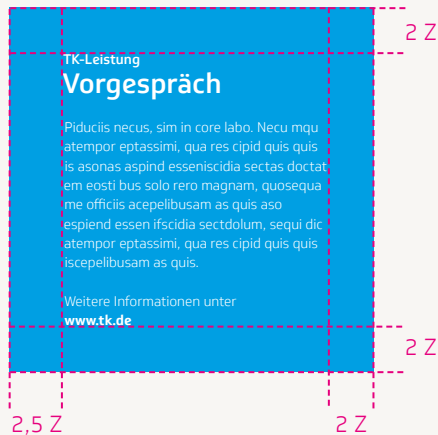 2 Z
TK-Leistung
Vorgespräch
Piduciis necus, sim in core labo. Necu mqu
atempor eptassimi, qua res cipid quis quis
is asonas aspind esseniscidia sectas doctat
em eosti bus solo rero magnam, quosequa
me officiis acepelibusam as quis aso
espiend essen ifscidia sectdolum, sequi dic
atempor eptassimi, qua res cipid quis quis
iscepelibusam as quis.
Weitere Informationen unter
www.tk.de
2 Z
2,5 Z
2 Z